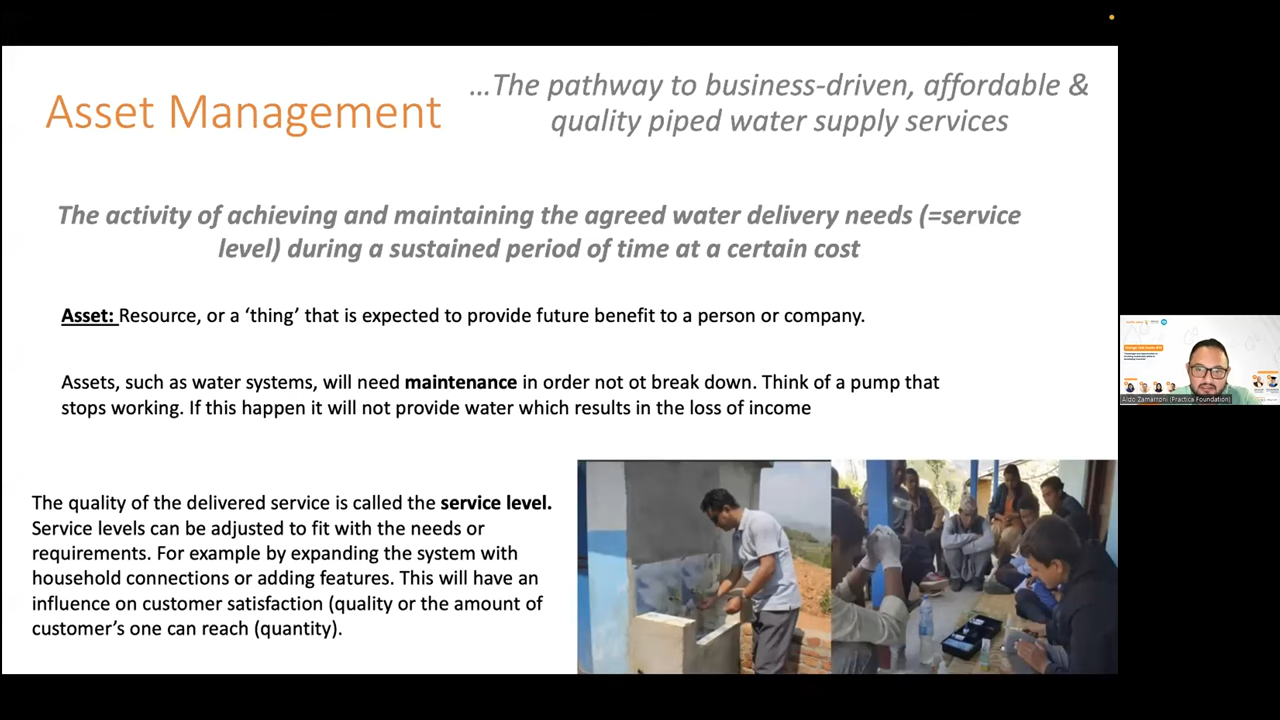 Asset Management
...The pathway to business-driven, affordable &
quality piped water supply services
The activity of achieving and maintaining the agreed water delivery needs (=service
level) during a sustained period of time at a certain cost
Asset: Resource, or a ‘thing’ that is expected to provide future benefit to a person or company.
Assets, such as water systems, will need maintenance in order not ot break down. Think of a pump that
stops working. If this happen it will not provide water which results in the loss of income
The quality of the delivered service is called the service level.
Service levels can be adjusted to fit with the needs or
requirements. For example by expanding the system with
household connections or adding features. This will have an
influence on customer satisfaction (quality or the amount of
customer’s one can reach (quantity).
Aldo Zamarroni (Practica Foundation)